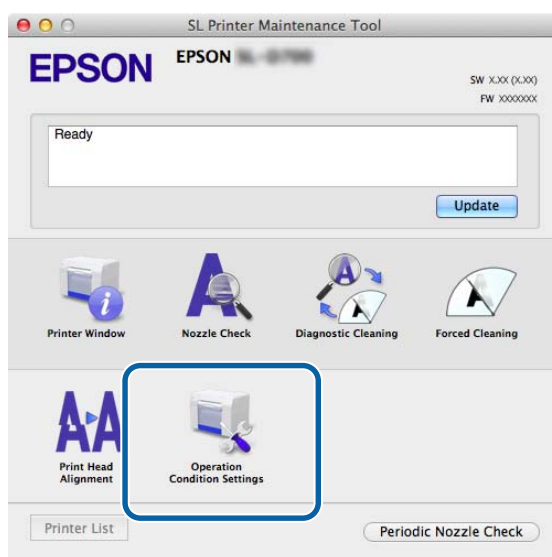 SL Printer Maintenance Tool
EPSON
EPSON
SW X.XX (X.XX)
FW XXXXXXX
Ready
Update
Printer Window
Nozzle Check
Diagnostic Cleaning
Forced Cleaning
Print Head
Alignment
Operation
Condition Settings
Printer List
Periodic Nozzle Check